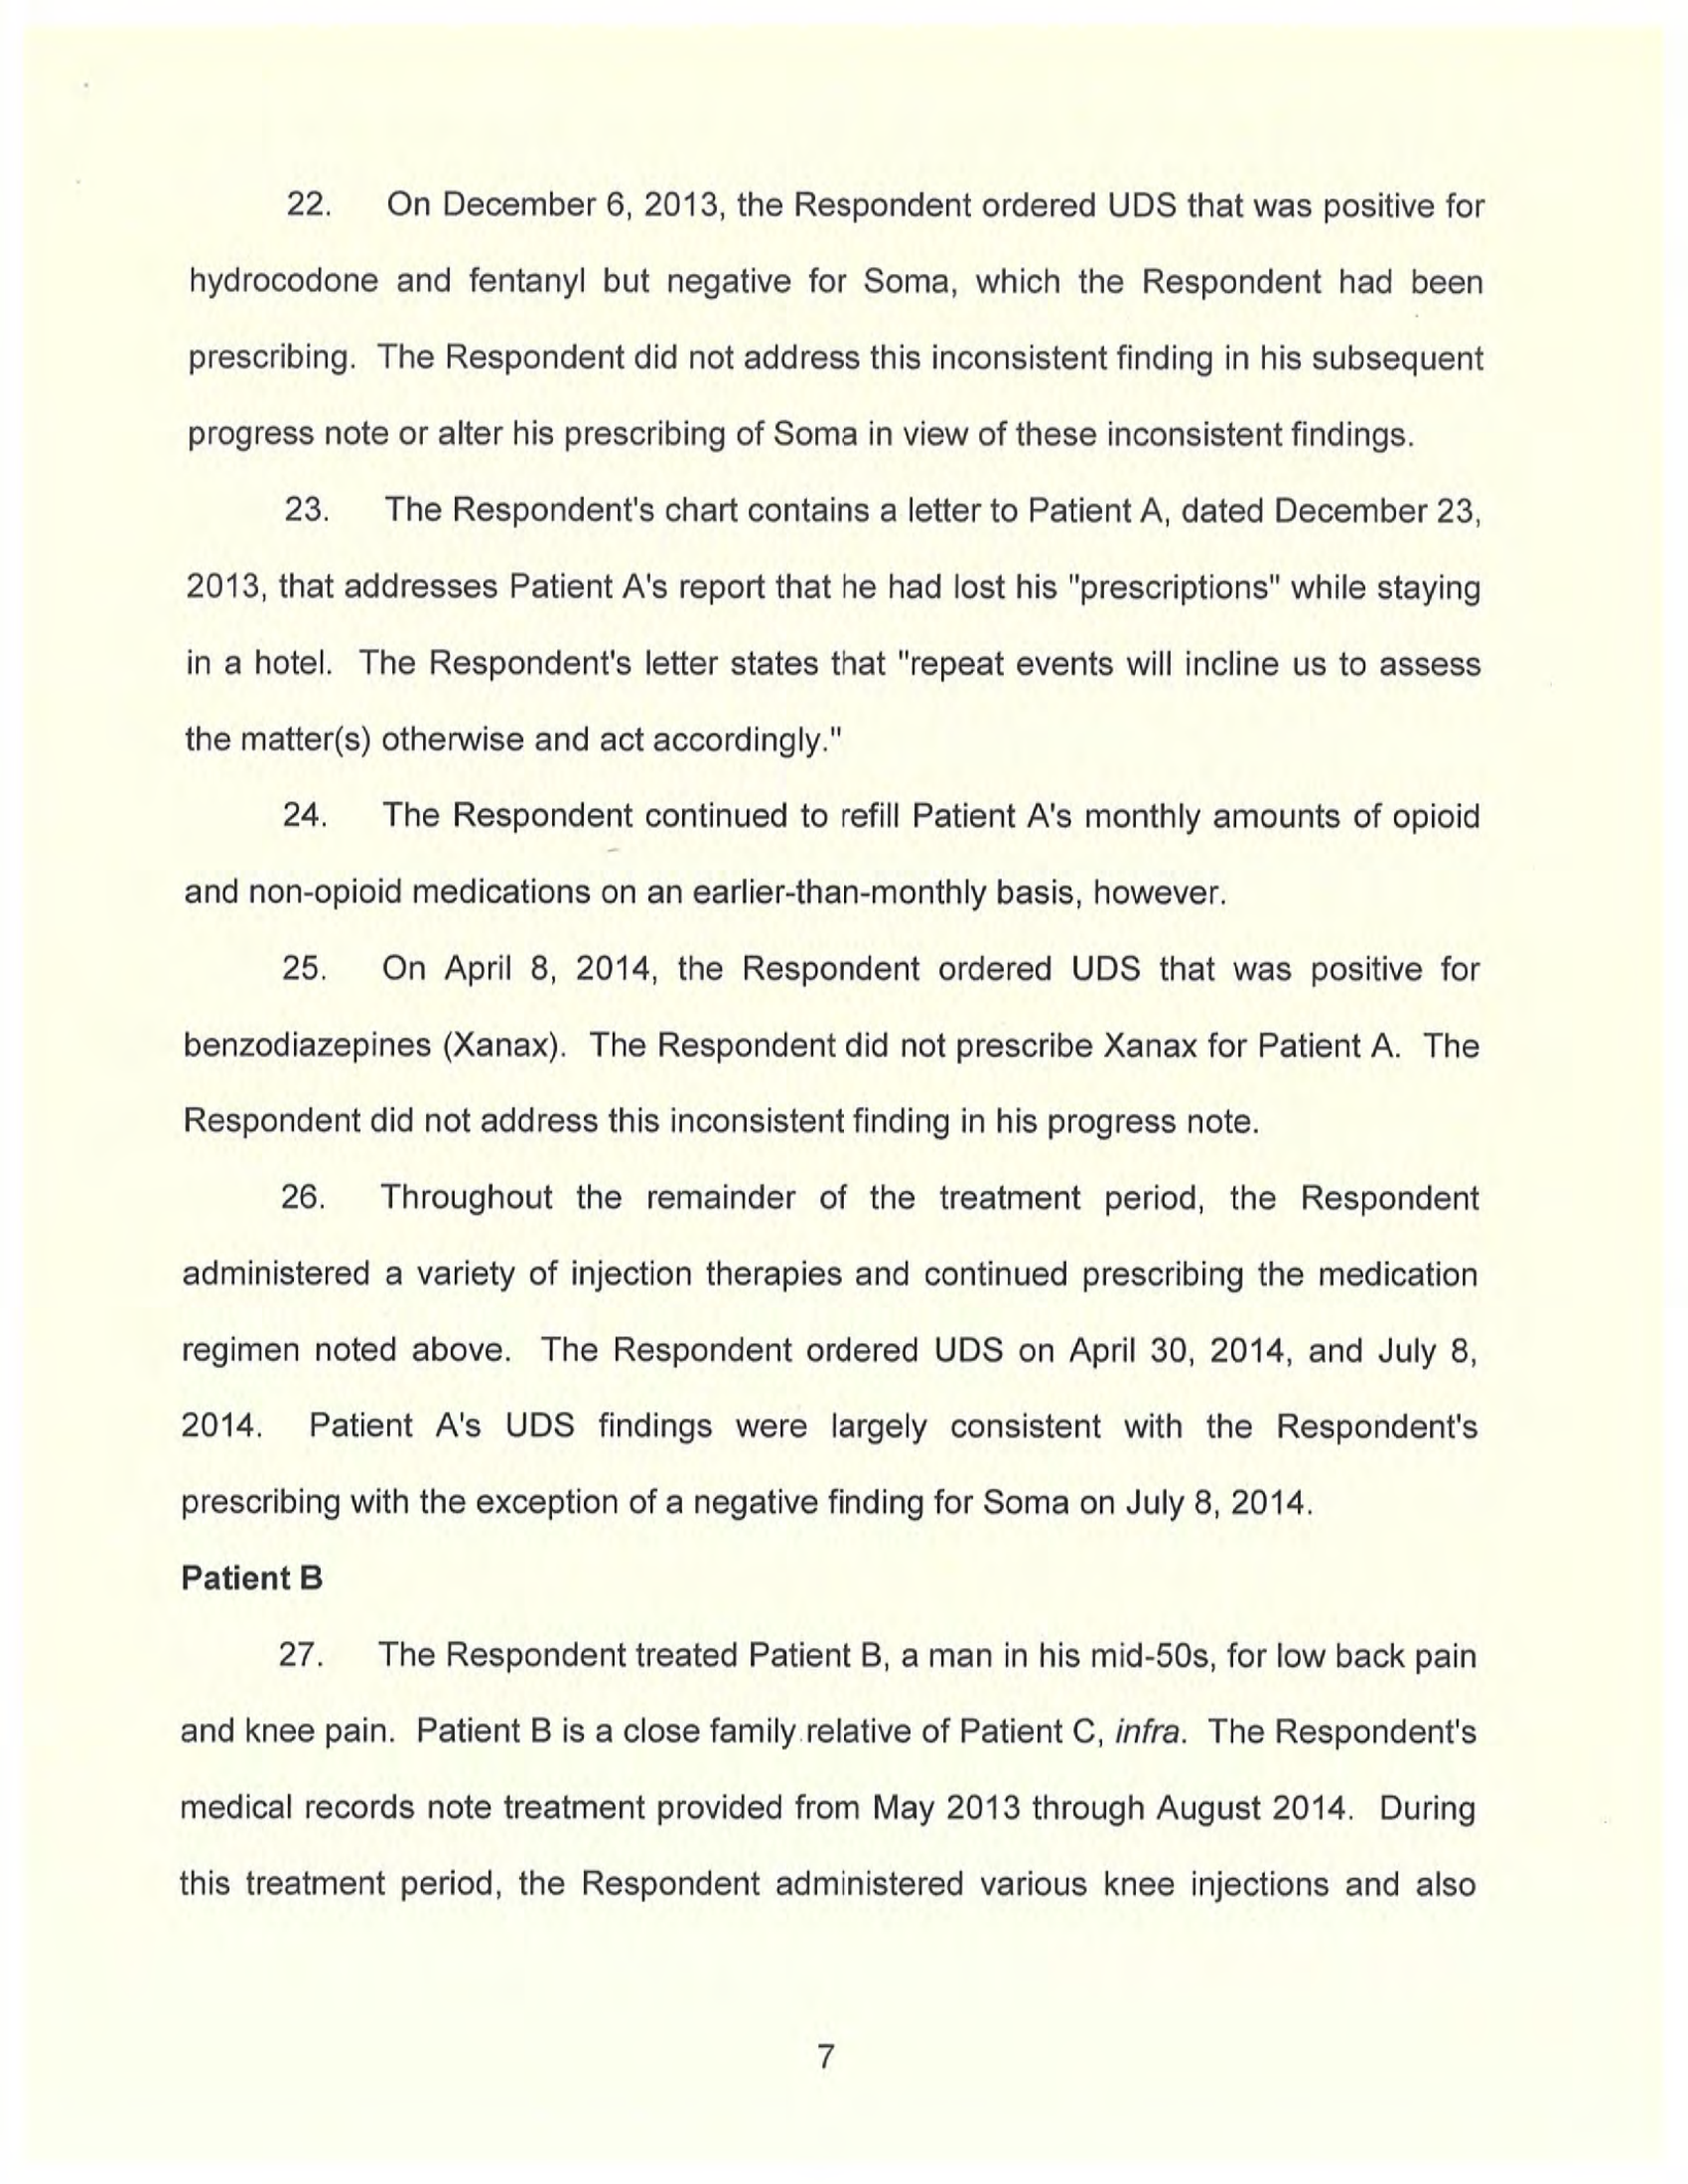 22. On December 6, 2013, the Respondent ordered UDS that was positive for
hydrocodone and fentanyl but negative for Soma, which the Respondent had been
prescribing. The Respondent did not address this inconsistent finding in his subsequent
progress note or alter his prescribing of Soma in view of these inconsistent findings.
23. The Respondent's chart contains a letter to Patient A, dated December 23,
2013, that addresses Patient A's report that he had lost his "prescriptions" while staying
in a hotel. The Respondent's letter states that "repeat events will incline us to assess
the matter(s) otherwise and act accordingly."
24. The Respondent continued to refill Patient A's monthly amounts of opioid
and non-opioid medications on an earlier-than-monthly basis, however.
25. On April 8, 2014, the Respondent ordered UDS that was positive for
benzodiazepines (Xanax). The Respondent did not prescribe Xanax for Patient A. The
Respondent did not address this inconsistent finding in his progress note.
26. Throughout the remainder of the treatment period, the Respondent
administered a variety of injection therapies and continued prescribing the medication
regimen noted above. The Respondent ordered UDS on April 30, 2014, and July 8,
2014. Patient A's UDS findings were largely consistent with the Respondent's
prescribing with the exception of a negative finding for Soma on July 8, 2014.
Patient B
27. The Respondent treated Patient B, a man in his mid-50s, for low back pain
and knee pain. Patient B is a close family relative of Patient C, infra. The Respondent's
medical records note treatment provided from May 2013 through August 2014. During
this treatment period, the Respondent administered various knee injections and also
7